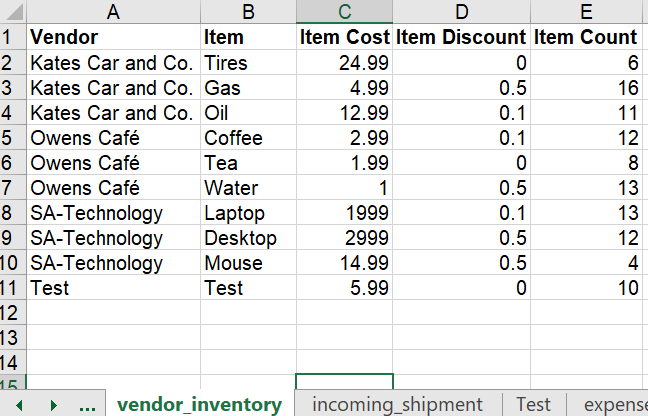 A B C D E
1 Vendor Item Item Cost Item Discount Item Count
2 Kates Car and Co. Tires 24.99 0 6
3 Kates Car and Co. Gas 4.99 0.5 16
4 Kates Car and Co. Oil 12.99 0.1 11
5 Owens Café Coffee 2.99 0.1 12
6 Owens Café Tea 1.99 0 8
7 Owens Café Water 1 0.5 13
8 SA-Technology Laptop 1999 0.1 13
9 SA-Technology Desktop 2999 0.5 12
10 SA-Technology Mouse 14.99 0.5 4
11 Test Test 5.99 0 10
12
13
14
15
... vendor_inventory incoming_shipment Test expense